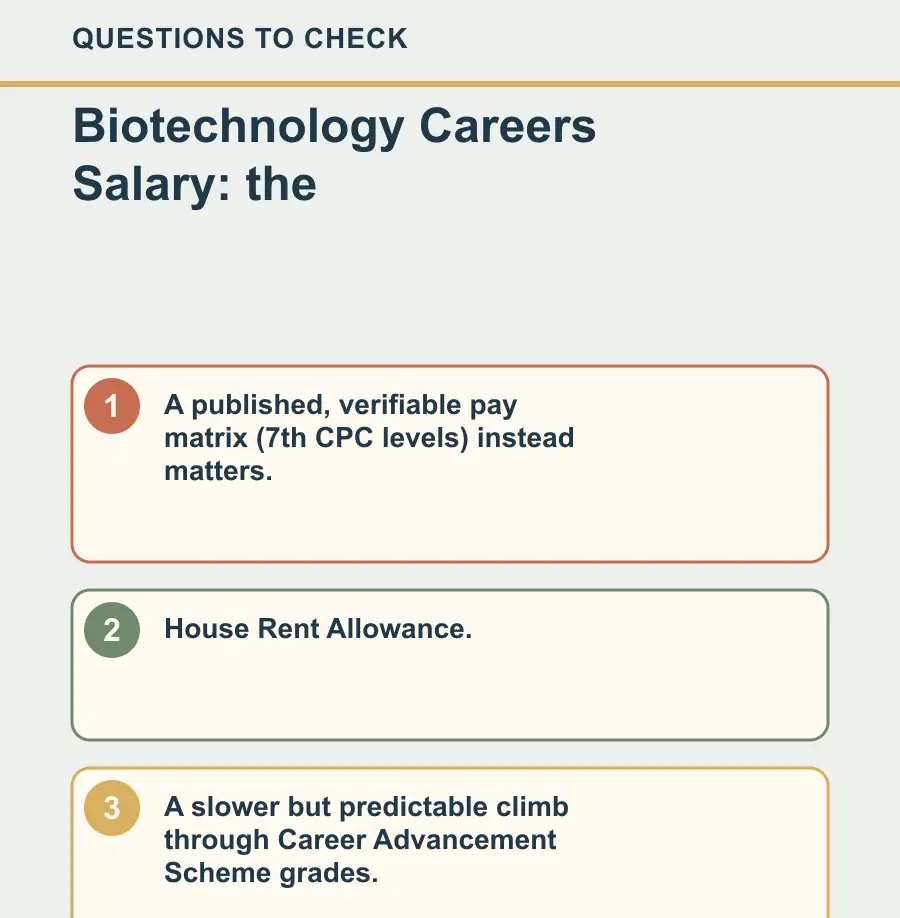 QUESTIONS TO CHECK
Biotechnology Careers
Salary: the
1
A published, verifiable pay
matrix (7th CPC levels) instead
matters.
2
House Rent Allowance.
3
A slower but predictable climb
through Career Advancement
Scheme grades.